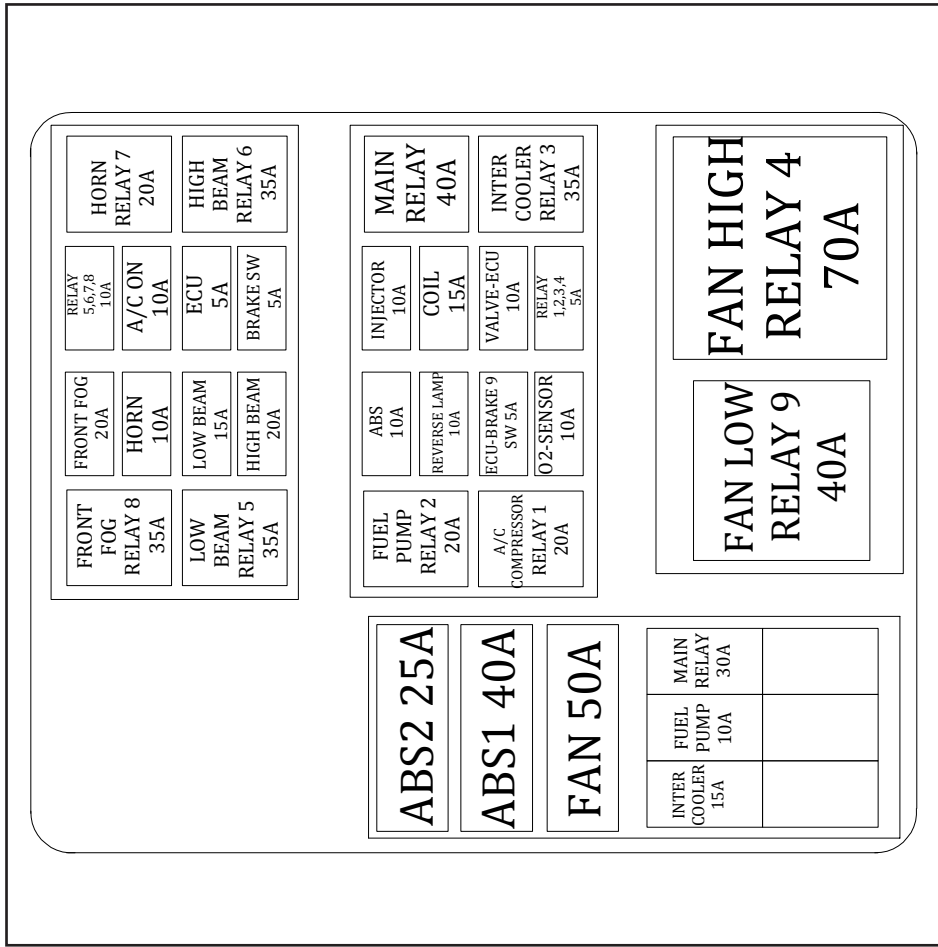 HORN
RELAY 7
20A
HIGH
BEAM
RELAY 6
35A
RELAY
5,6,7,8
10A
A/C ON
10A
ECU
5A
BRAKE SW
5A
FRONT FOG
20A
HORN
10A
LOW BEAM
15A
HIGH BEAM
20A
FRONT
FOG
RELAY 8
35A
LOW
BEAM
RELAY 5
35A
MAIN
RELAY
40A
INTER
COOLER
RELAY 3
35A
INJECTOR
10A
COIL
15A
VALVE-ECU
10A
RELAY
1,2,3,4
5A
ABS
10A
REVERSE LAMP
10A
ECU-BRAKE 9
SW 5A
O2-SENSOR
10A
FUEL
PUMP
RELAY 2
20A
A/C
COMPRESSOR
RELAY 1
20A
FAN HIGH
RELAY 4
70A
FAN LOW
RELAY 9
40A
ABS2 25A
ABS1 40A
FAN 50A
MAIN
RELAY
30A
FUEL
PUMP
10A
INTER
COOLER
15A